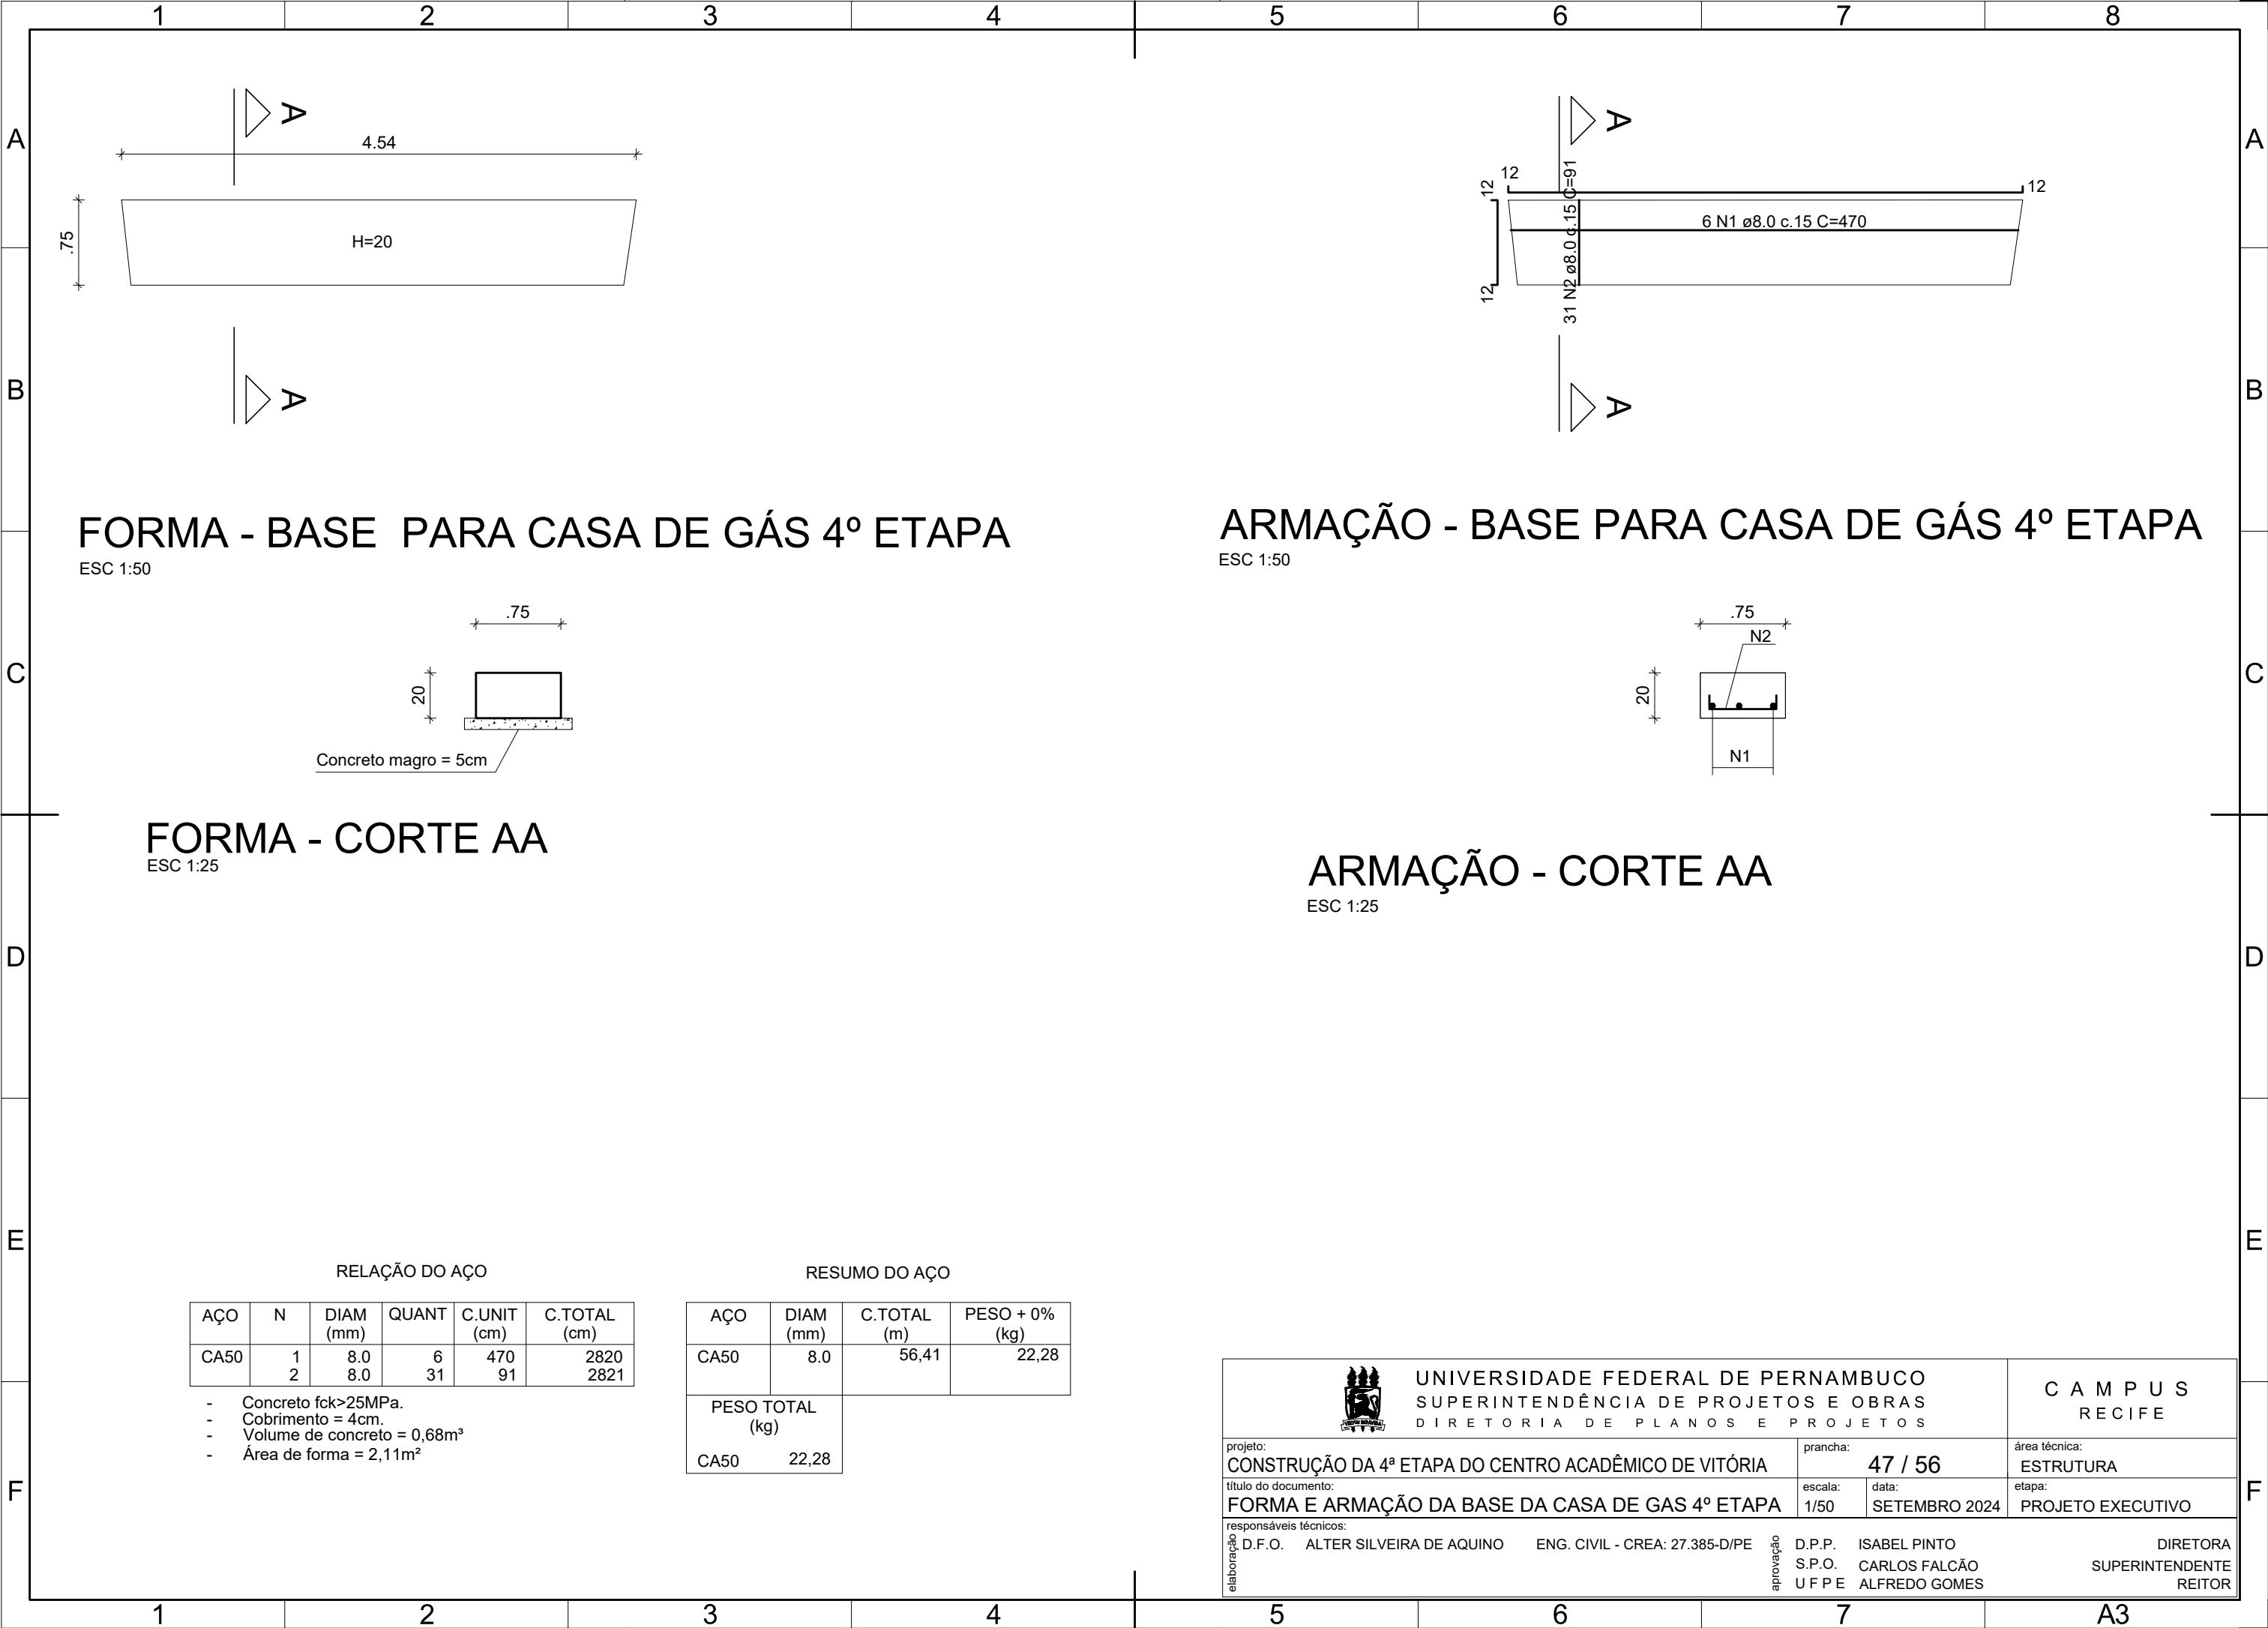 1 2 3 4 5 6 7 8
A A
A A
4.54
.75
H=20
A A
12 12
12
12
6 N1 ø8.0 c.15 C=470
31 N2 ø8.0 c.15 C=91
B B
FORMA - BASE PARA CASA DE GÁS 4º ETAPA
ESC 1:50
ARMAÇÃO - BASE PARA CASA DE GÁS 4º ETAPA
ESC 1:50
C C
.75
20
Concreto magro = 5cm
.75
N2
20
N1
FORMA - CORTE AA
ESC 1:25
ARMAÇÃO - CORTE AA
ESC 1:25
D D
E E
RELAÇÃO DO AÇO
AÇO N DIAM QUANT C.UNIT C.TOTAL
(mm) (cm) (cm)
CA50 1 8.0 6 470 2820
2 8.0 31 91 2821
- Concreto fck>25MPa.
- Cobrimento = 4cm.
- Volume de concreto = 0,68m³
- Área de forma = 2,11m²
RESUMO DO AÇO
AÇO DIAM C.TOTAL PESO + 0%
(mm) (m) (kg)
CA50 8.0 56,41 22,28
PESO TOTAL
(kg)
CA50 22,28
F F
UNIVERSIDADE FEDERAL DE PERNAMBUCO
SUPERINTENDÊNCIA DE PROJETOS E OBRAS
DIRETORIA DE PLANOS E PROJETOS
CAMPUS
RECIFE
projeto:
CONSTRUÇÃO DA 4ª ETAPA DO CENTRO ACADÊMICO DE VITÓRIA
prancha:
47 / 56
área técnica:
ESTRUTURA
título do documento:
FORMA E ARMAÇÃO DA BASE DA CASA DE GAS 4º ETAPA
escala:
1/50
data:
SETEMBRO 2024
etapa:
PROJETO EXECUTIVO
responsáveis técnicos:
elaboração
D.F.O. ALTER SILVEIRA DE AQUINO ENG. CIVIL - CREA: 27.385-D/PE
aprovação
D.P.P. ISABEL PINTO DIRETORA
S.P.O. CARLOS FALCÃO SUPERINTENDENTE
UFPE ALFREDO GOMES REITOR
1 2 3 4 5 6 7 A3